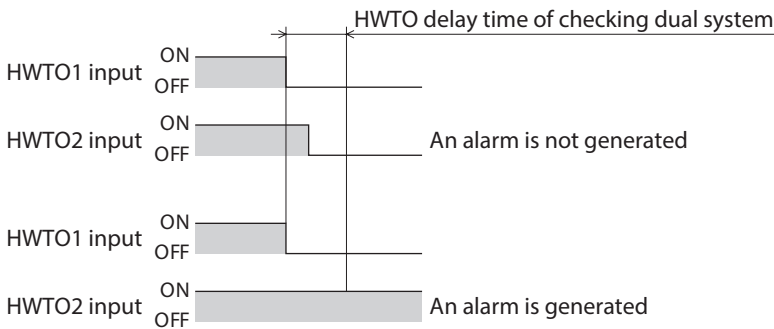 HWTO delay time of checking dual system
HWTO1 input ON
OFF
HWTO2 input ON
OFF An alarm is not generated
HWTO1 input ON
OFF
HWTO2 input ON
OFF An alarm is generated